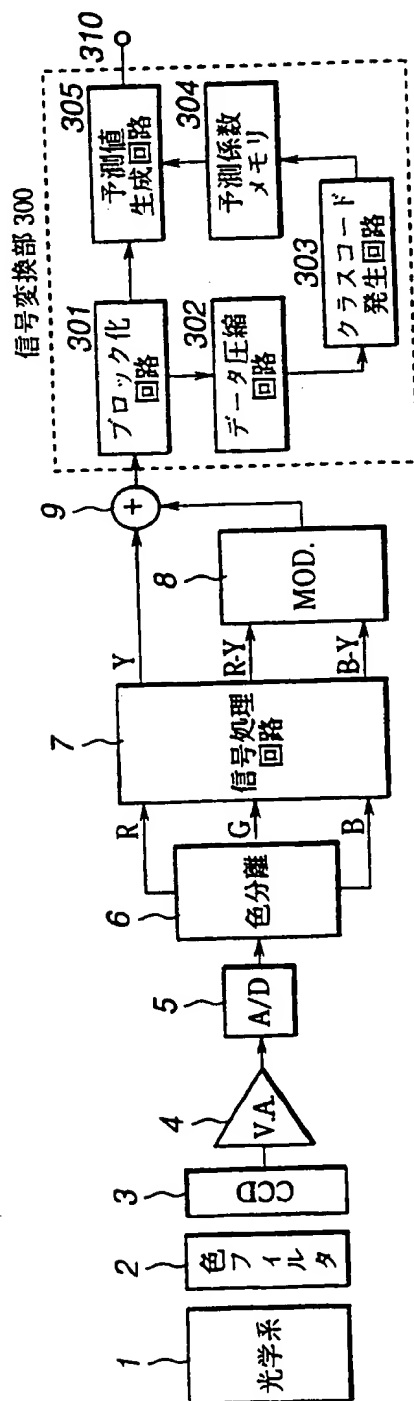 1
光学系
2
色フィルタ
3
CCD
4
V.A.
5
A/D
6
色分離
R
G
B
7
信号処理
回路
Y
R-Y
B-Y
8
MOD.
9
+
信号変換部 300
301
ブロック化
回路
302
データ圧縮
回路
303
クラスコード
発生回路
304
予測係数
メモリ
305
予測値
生成回路
310